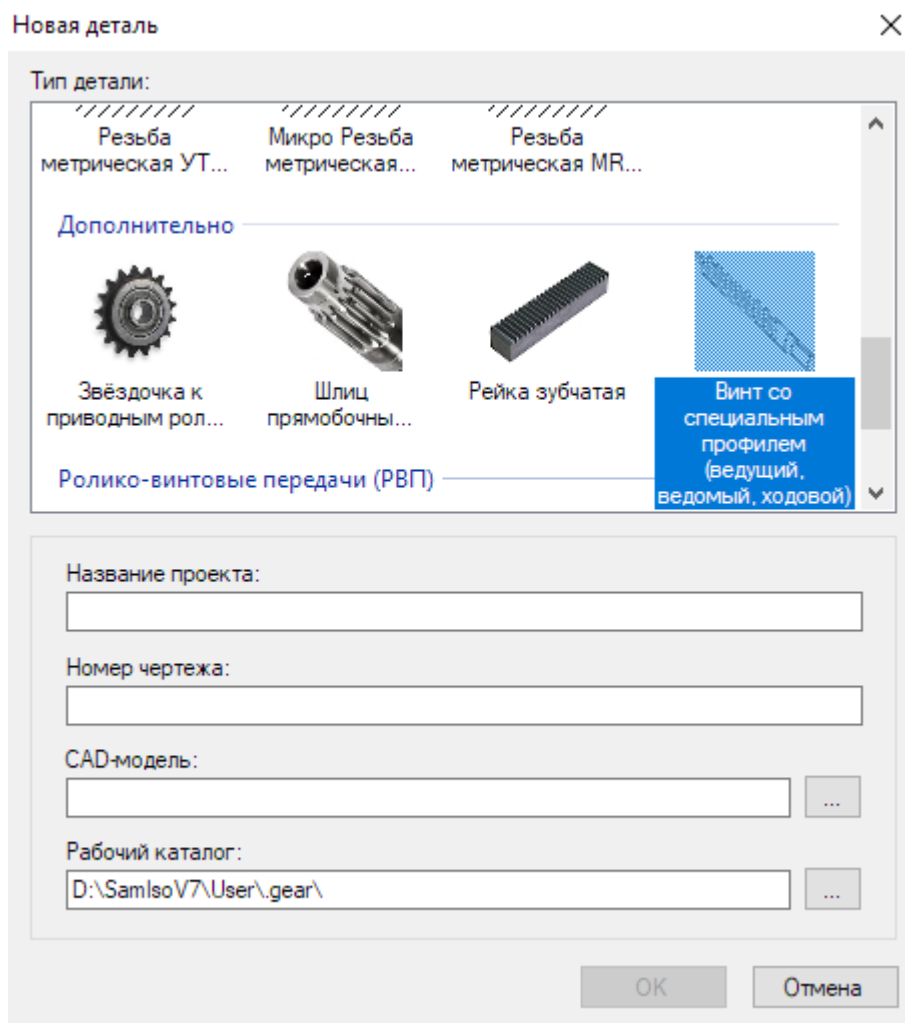 Новая деталь
Тип детали:
Резьба
метрическая УТ...
Микро Резьба
метрическая...
Резьба
метрическая MR...
Дополнительно
Звёздочка к
приводным рол...
Шлиц
прямобочны...
Рейка зубчатая
Винт со
специальным
профилем
(ведущий,
ведомый, ходовой)
Ролико-винтовые передачи (РВП)
Название проекта:
Номер чертежа:
CAD-модель:
...
Рабочий каталог:
D:\SamIsoV7\User\.gear\
...
OK
Отмена